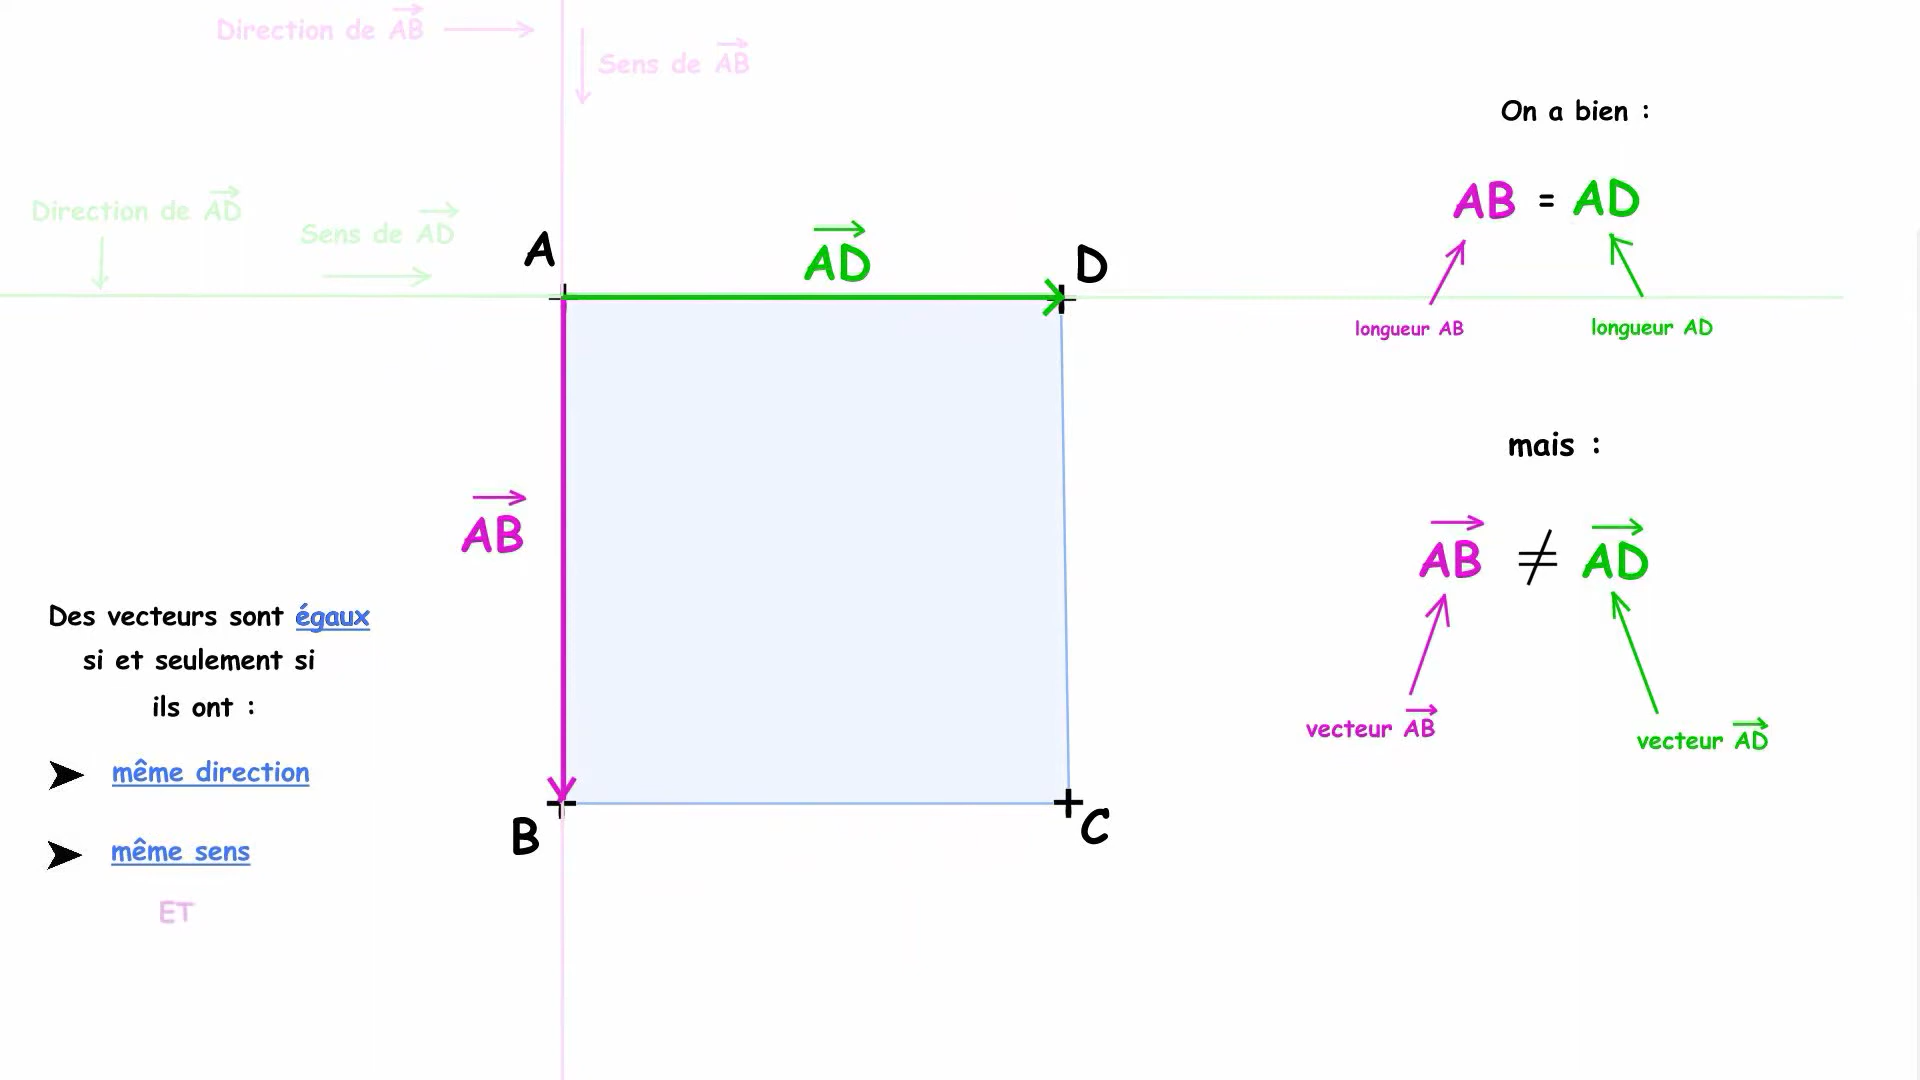 Direction de AB
Sens de AB
Direction de AD
Sens de AD
A
AD
D
AB
B
C
Des vecteurs sont égaux
si et seulement si
ils ont :
➤ même direction
➤ même sens
ET
On a bien :
AB = AD
longueur AB
longueur AD
mais :
AB ≠ AD
vecteur AB
vecteur AD